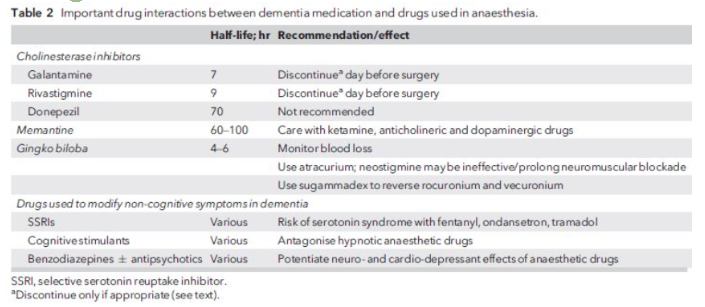 Table 2 Important drug interactions between dementia medication and drugs used in anaesthesia.
Half-life; hr Recommendation/effect
Cholinesterase inhibitors
Galantamine 7 Discontinueᵃ day before surgery
Rivastigmine 9 Discontinueᵃ day before surgery
Donepezil 70 Not recommended
Memantine 60–100 Care with ketamine, anticholineric and dopaminergic drugs
Gingko biloba 4–6 Monitor blood loss
Use atracurium; neostigmine may be ineffective/prolong neuromuscular blockade
Use sugammadex to reverse rocuronium and vecuronium
Drugs used to modify non-cognitive symptoms in dementia
SSRIs Various Risk of serotonin syndrome with fentanyl, ondansetron, tramadol
Cognitive stimulants Various Antagonise hypnotic anaesthetic drugs
Benzodiazepines ± antipsychotics Various Potentiate neuro- and cardio-depressant effects of anaesthetic drugs
SSRI, selective serotonin reuptake inhibitor.
ᵃDiscontinue only if appropriate (see text).